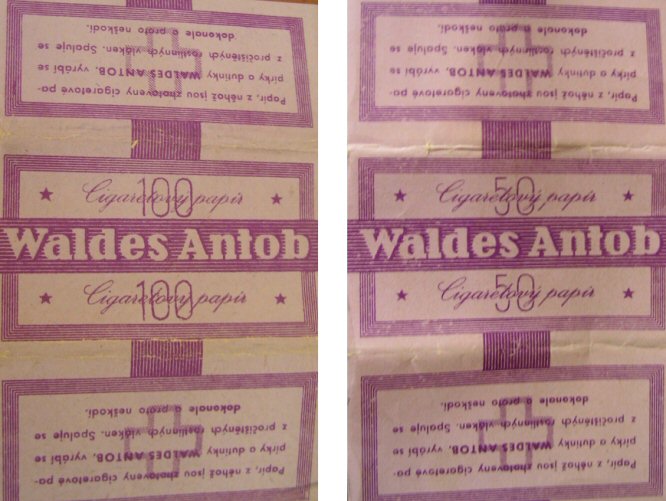 Papír, z něhož jsou zhotoveny cigaretové pa-
pírky a dutinky WALDES ANTOB, vyrábí se
z pročištěných rostlinných vláken. Spaluje se
dokonale a proto neškodí.
100
Cigaretový papír
Waldes Antob
Cigaretový papír
100
Papír, z něhož jsou zhotoveny cigaretové pa-
pírky a dutinky WALDES ANTOB, vyrábí se
z pročištěných rostlinných vláken. Spaluje se
dokonale a proto neškodí.
Papír, z něhož jsou zhotoveny cigaretové pa-
pírky a dutinky WALDES ANTOB, vyrábí se
z pročištěných rostlinných vláken. Spaluje se
dokonale a proto neškodí.
50
Cigaretový papír
Waldes Antob
Cigaretový papír
50
Papír, z něhož jsou zhotoveny cigaretové pa-
pírky a dutinky WALDES ANTOB, vyrábí se
z pročištěných rostlinných vláken. Spaluje se
dokonale a proto neškodí.